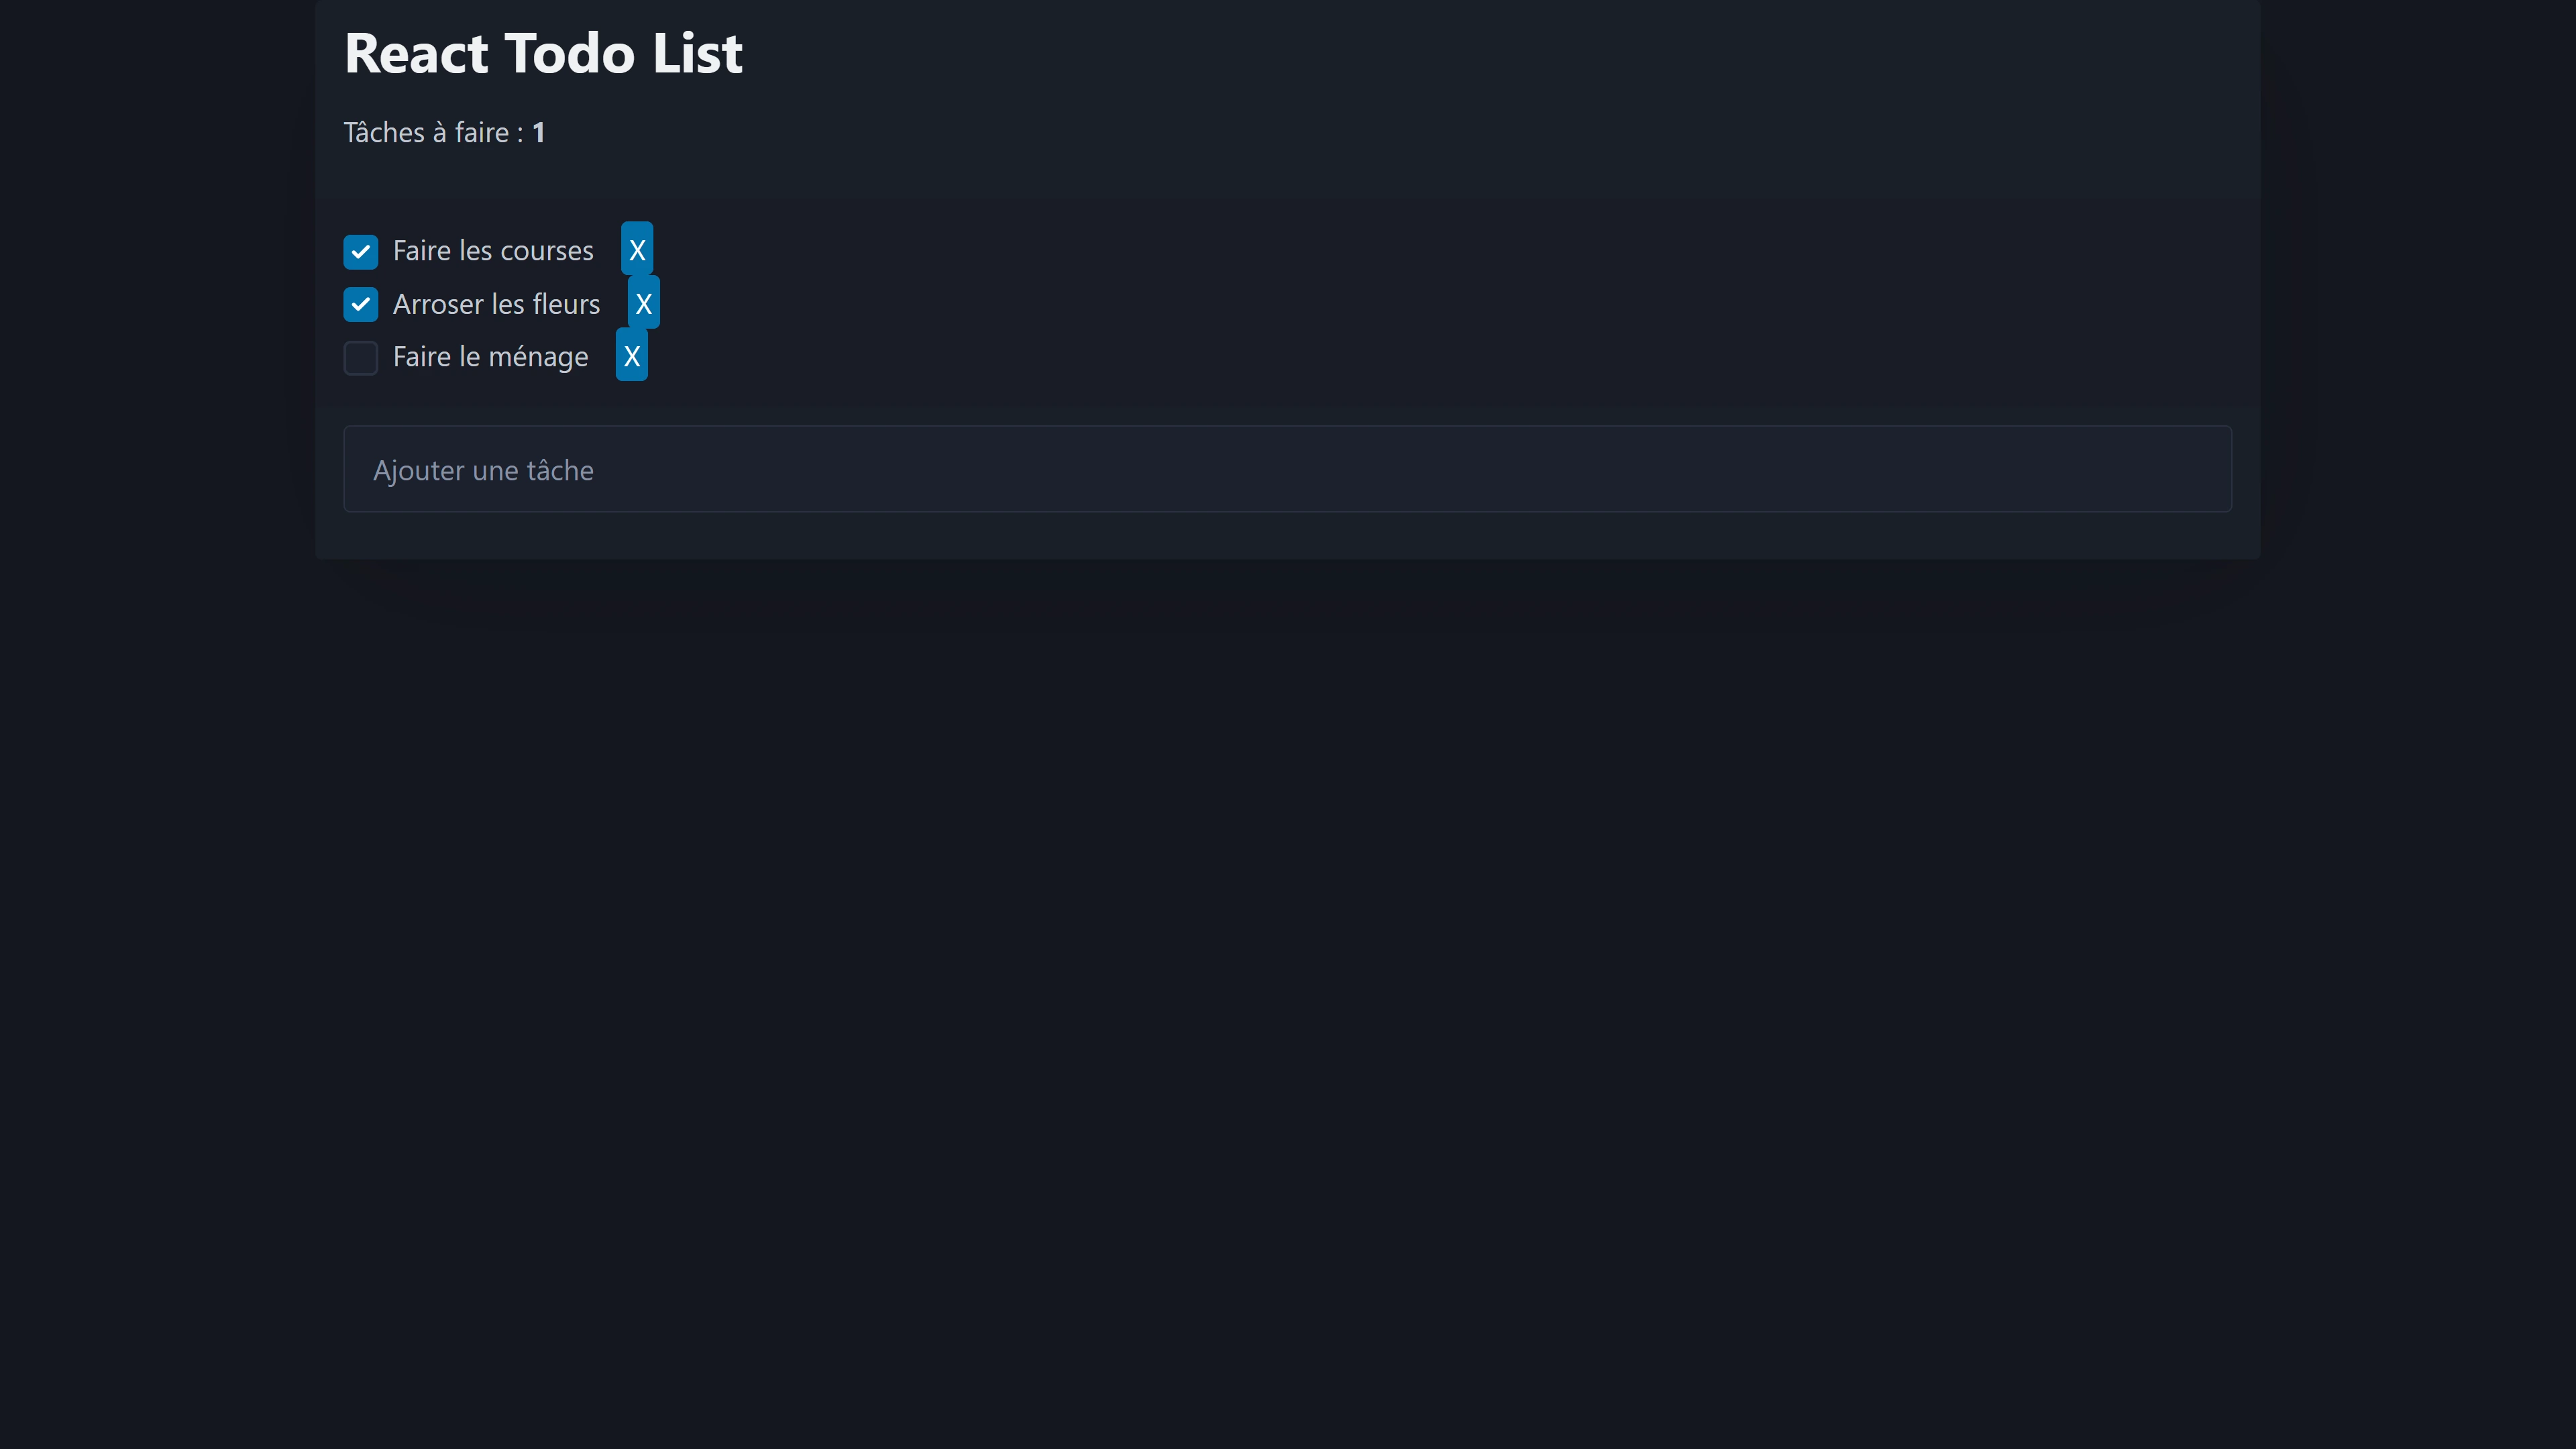 React Todo List
Tâches à faire : 1
Faire les courses X
Arroser les fleurs X
Faire le ménage X
Ajouter une tâche